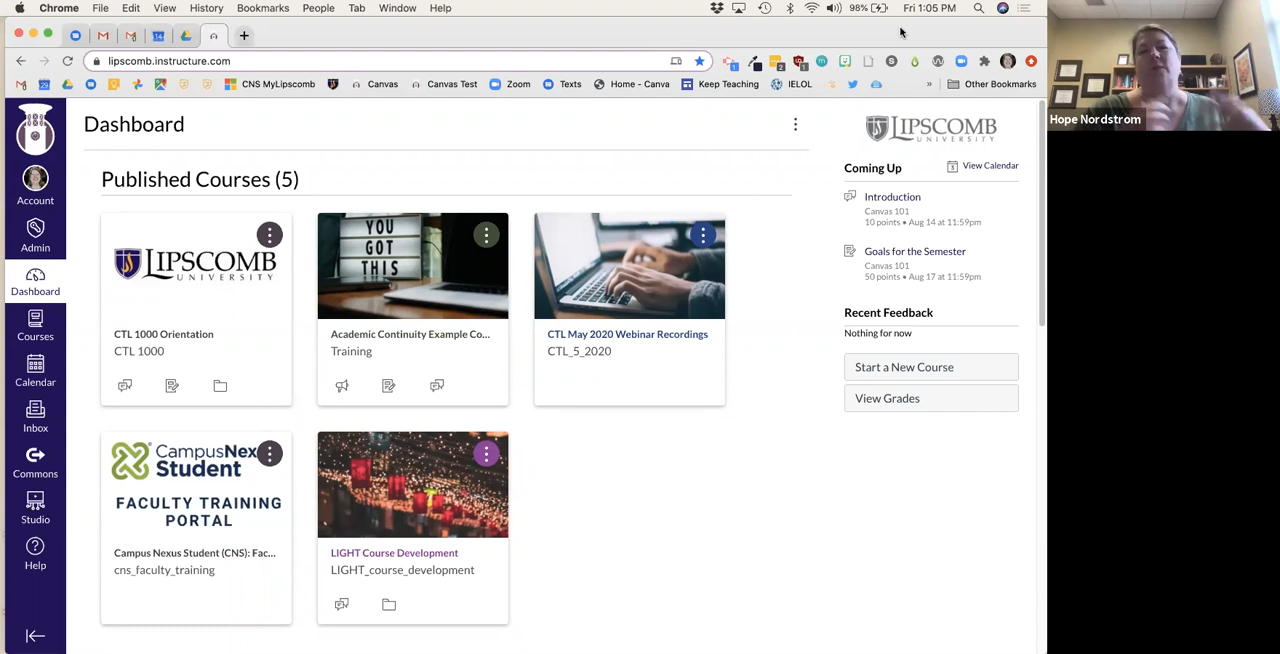 Chrome File Edit View History Bookmarks People Tab Window Help 98% Fri 1:05 PM
lipscomb.instructure.com
CNS MyLipscomb Canvas Canvas Test Zoom Texts Home - Canva Keep Teaching IELOL » Other Bookmarks
Hope Nordstrom
Account
Admin
Dashboard
Courses
Calendar
Inbox
Commons
Studio
Help
Dashboard
Published Courses (5)
LIPSCOMB
UNIVERSITY
CTL 1000 Orientation
CTL 1000
YOU
GOT
THIS
Academic Continuity Example Co...
Training
CTL May 2020 Webinar Recordings
CTL_5_2020
CampusNex
Student
FACULTY TRAINING
PORTAL
Campus Nexus Student (CNS): Fac...
cns_faculty_training
LIGHT Course Development
LIGHT_course_development
LIPSCOMB
UNIVERSITY
Coming Up View Calendar
Introduction
Canvas 101
10 points • Aug 14 at 11:59pm
Goals for the Semester
Canvas 101
50 points • Aug 17 at 11:59pm
Recent Feedback
Nothing for now
Start a New Course
View Grades